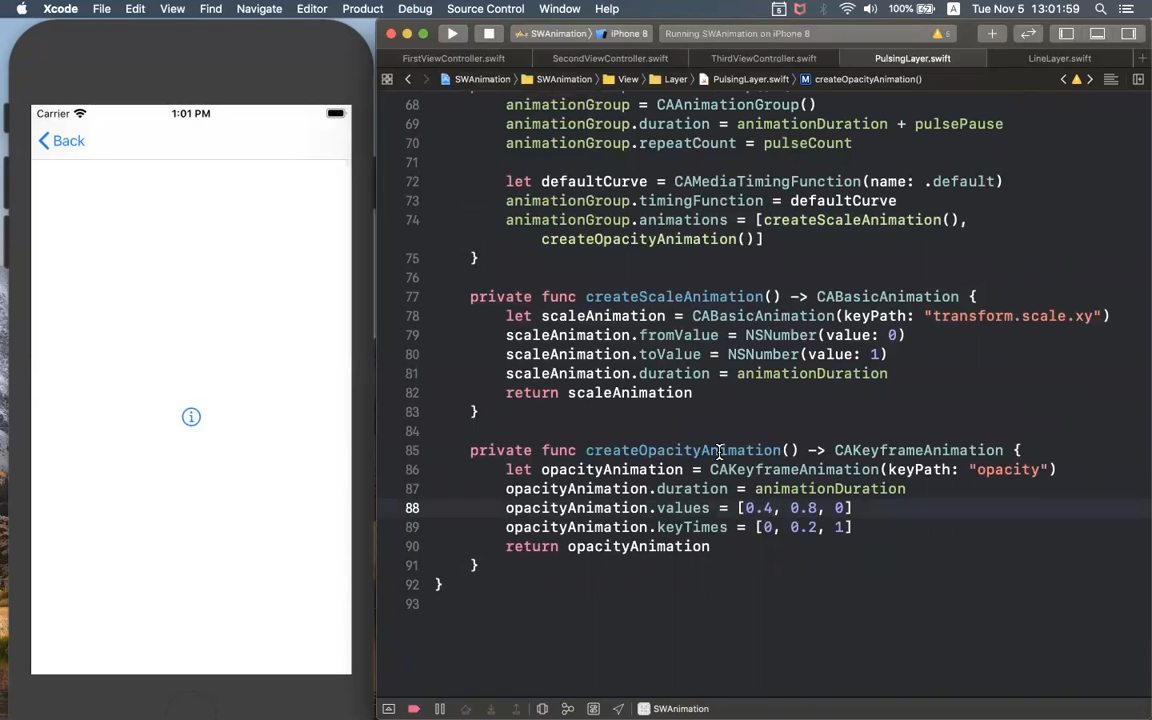 Xcode File Edit View Find Navigate Editor Product Debug Source Control Window Help 5 100% A Tue Nov 5 13:01:59
SWAnimation iPhone 8 Running SWAnimation on iPhone 8 6
FirstViewController.swift SecondViewController.swift ThirdViewController.swift PulsingLayer.swift LineLayer.swift
SWAnimation SWAnimation View Layer PulsingLayer.swift M createOpacityAnimation()
Carrier 1:01 PM
Back
68 animationGroup = CAAnimationGroup()
69 animationGroup.duration = animationDuration + pulsePause
70 animationGroup.repeatCount = pulseCount
71
72 let defaultCurve = CAMediaTimingFunction(name: .default)
73 animationGroup.timingFunction = defaultCurve
74 animationGroup.animations = [createScaleAnimation(),
createOpacityAnimation()]
75 }
76
77 private func createScaleAnimation() -> CABasicAnimation {
78 let scaleAnimation = CABasicAnimation(keyPath: "transform.scale.xy")
79 scaleAnimation.fromValue = NSNumber(value: 0)
80 scaleAnimation.toValue = NSNumber(value: 1)
81 scaleAnimation.duration = animationDuration
82 return scaleAnimation
83 }
84
85 private func createOpacityAnimation() -> CAKeyframeAnimation {
86 let opacityAnimation = CAKeyframeAnimation(keyPath: "opacity")
87 opacityAnimation.duration = animationDuration
88 opacityAnimation.values = [0.4, 0.8, 0]
89 opacityAnimation.keyTimes = [0, 0.2, 1]
90 return opacityAnimation
91 }
92 }
93
SWAnimation